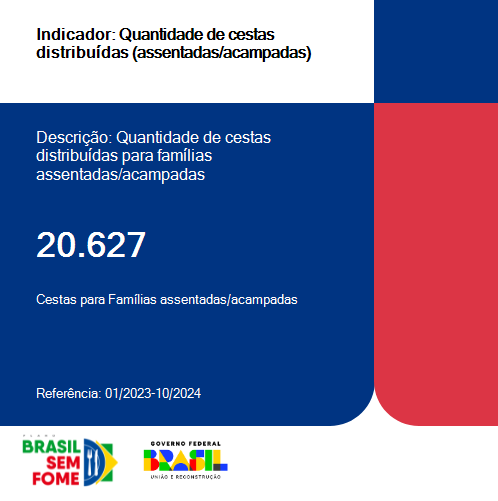 Indicador: Quantidade de cestas
distribuídas (assentadas/acampadas)
Descrição: Quantidade de cestas
distribuídas para famílias
assentadas/acampadas
20.627
Cestas para Famílias assentadas/acampadas
Referência: 01/2023-10/2024
PLANO
BRASIL
SEM
FOME
GOVERNO FEDERAL
BRASIL
UNIÃO E RECONSTRUÇÃO